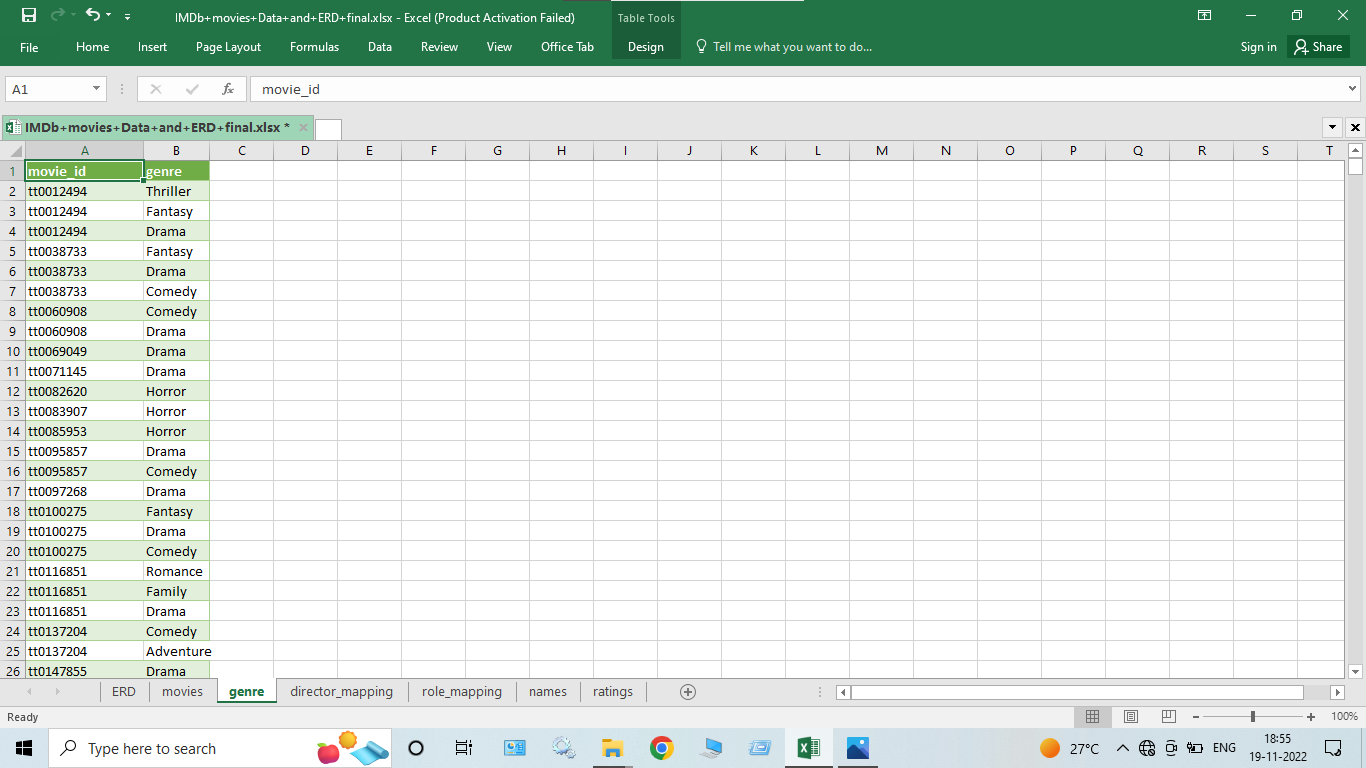 IMDb+movies+Data+and+ERD+final.xlsx - Excel (Product Activation Failed)
Table Tools
File Home Insert Page Layout Formulas Data Review View Office Tab Design Tell me what you want to do... Sign in Share
A1 fx movie_id
IMDb+movies+Data+and+ERD+final.xlsx *
A B C D E F G H I J K L M N O P Q R S T
1 movie_id genre
2 tt0012494 Thriller
3 tt0012494 Fantasy
4 tt0012494 Drama
5 tt0038733 Fantasy
6 tt0038733 Drama
7 tt0038733 Comedy
8 tt0060908 Comedy
9 tt0060908 Drama
10 tt0069049 Drama
11 tt0071145 Drama
12 tt0082620 Horror
13 tt0083907 Horror
14 tt0085953 Horror
15 tt0095857 Drama
16 tt0095857 Comedy
17 tt0097268 Drama
18 tt0100275 Fantasy
19 tt0100275 Drama
20 tt0100275 Comedy
21 tt0116851 Romance
22 tt0116851 Family
23 tt0116851 Drama
24 tt0137204 Comedy
25 tt0137204 Adventure
26 tt0147855 Drama
ERD movies genre director_mapping role_mapping names ratings
Ready 100%
Type here to search 27°C ENG 18:55
19-11-2022